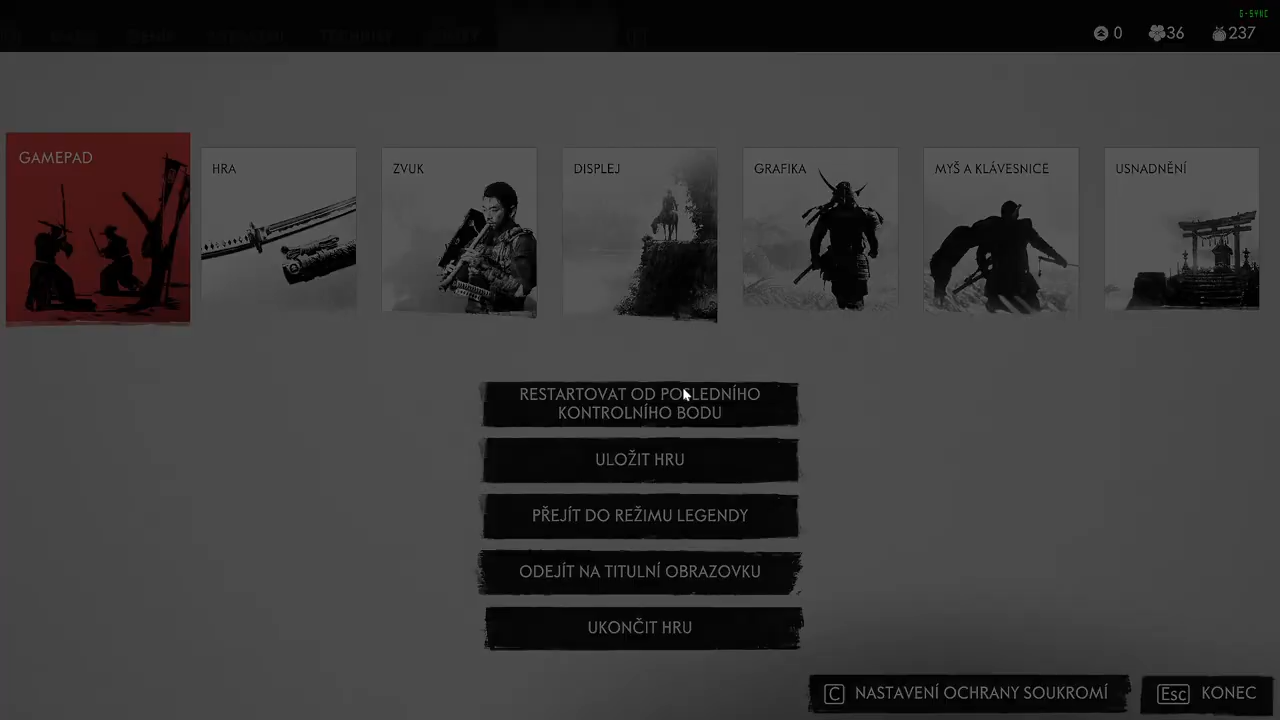 G-SYNC
0 36 237
GAMEPAD
HRA
ZVUK
DISPLEJ
GRAFIKA
MYŠ A KLÁVESNICE
USNADNĚNÍ
RESTARTOVAT OD POSLEDNÍHO
KONTROLNÍHO BODU
ULOŽIT HRU
PŘEJÍT DO REŽIMU LEGENDY
ODEJÍT NA TITULNÍ OBRAZOVKU
UKONČIT HRU
C NASTAVENÍ OCHRANY SOUKROMÍ
Esc KONEC